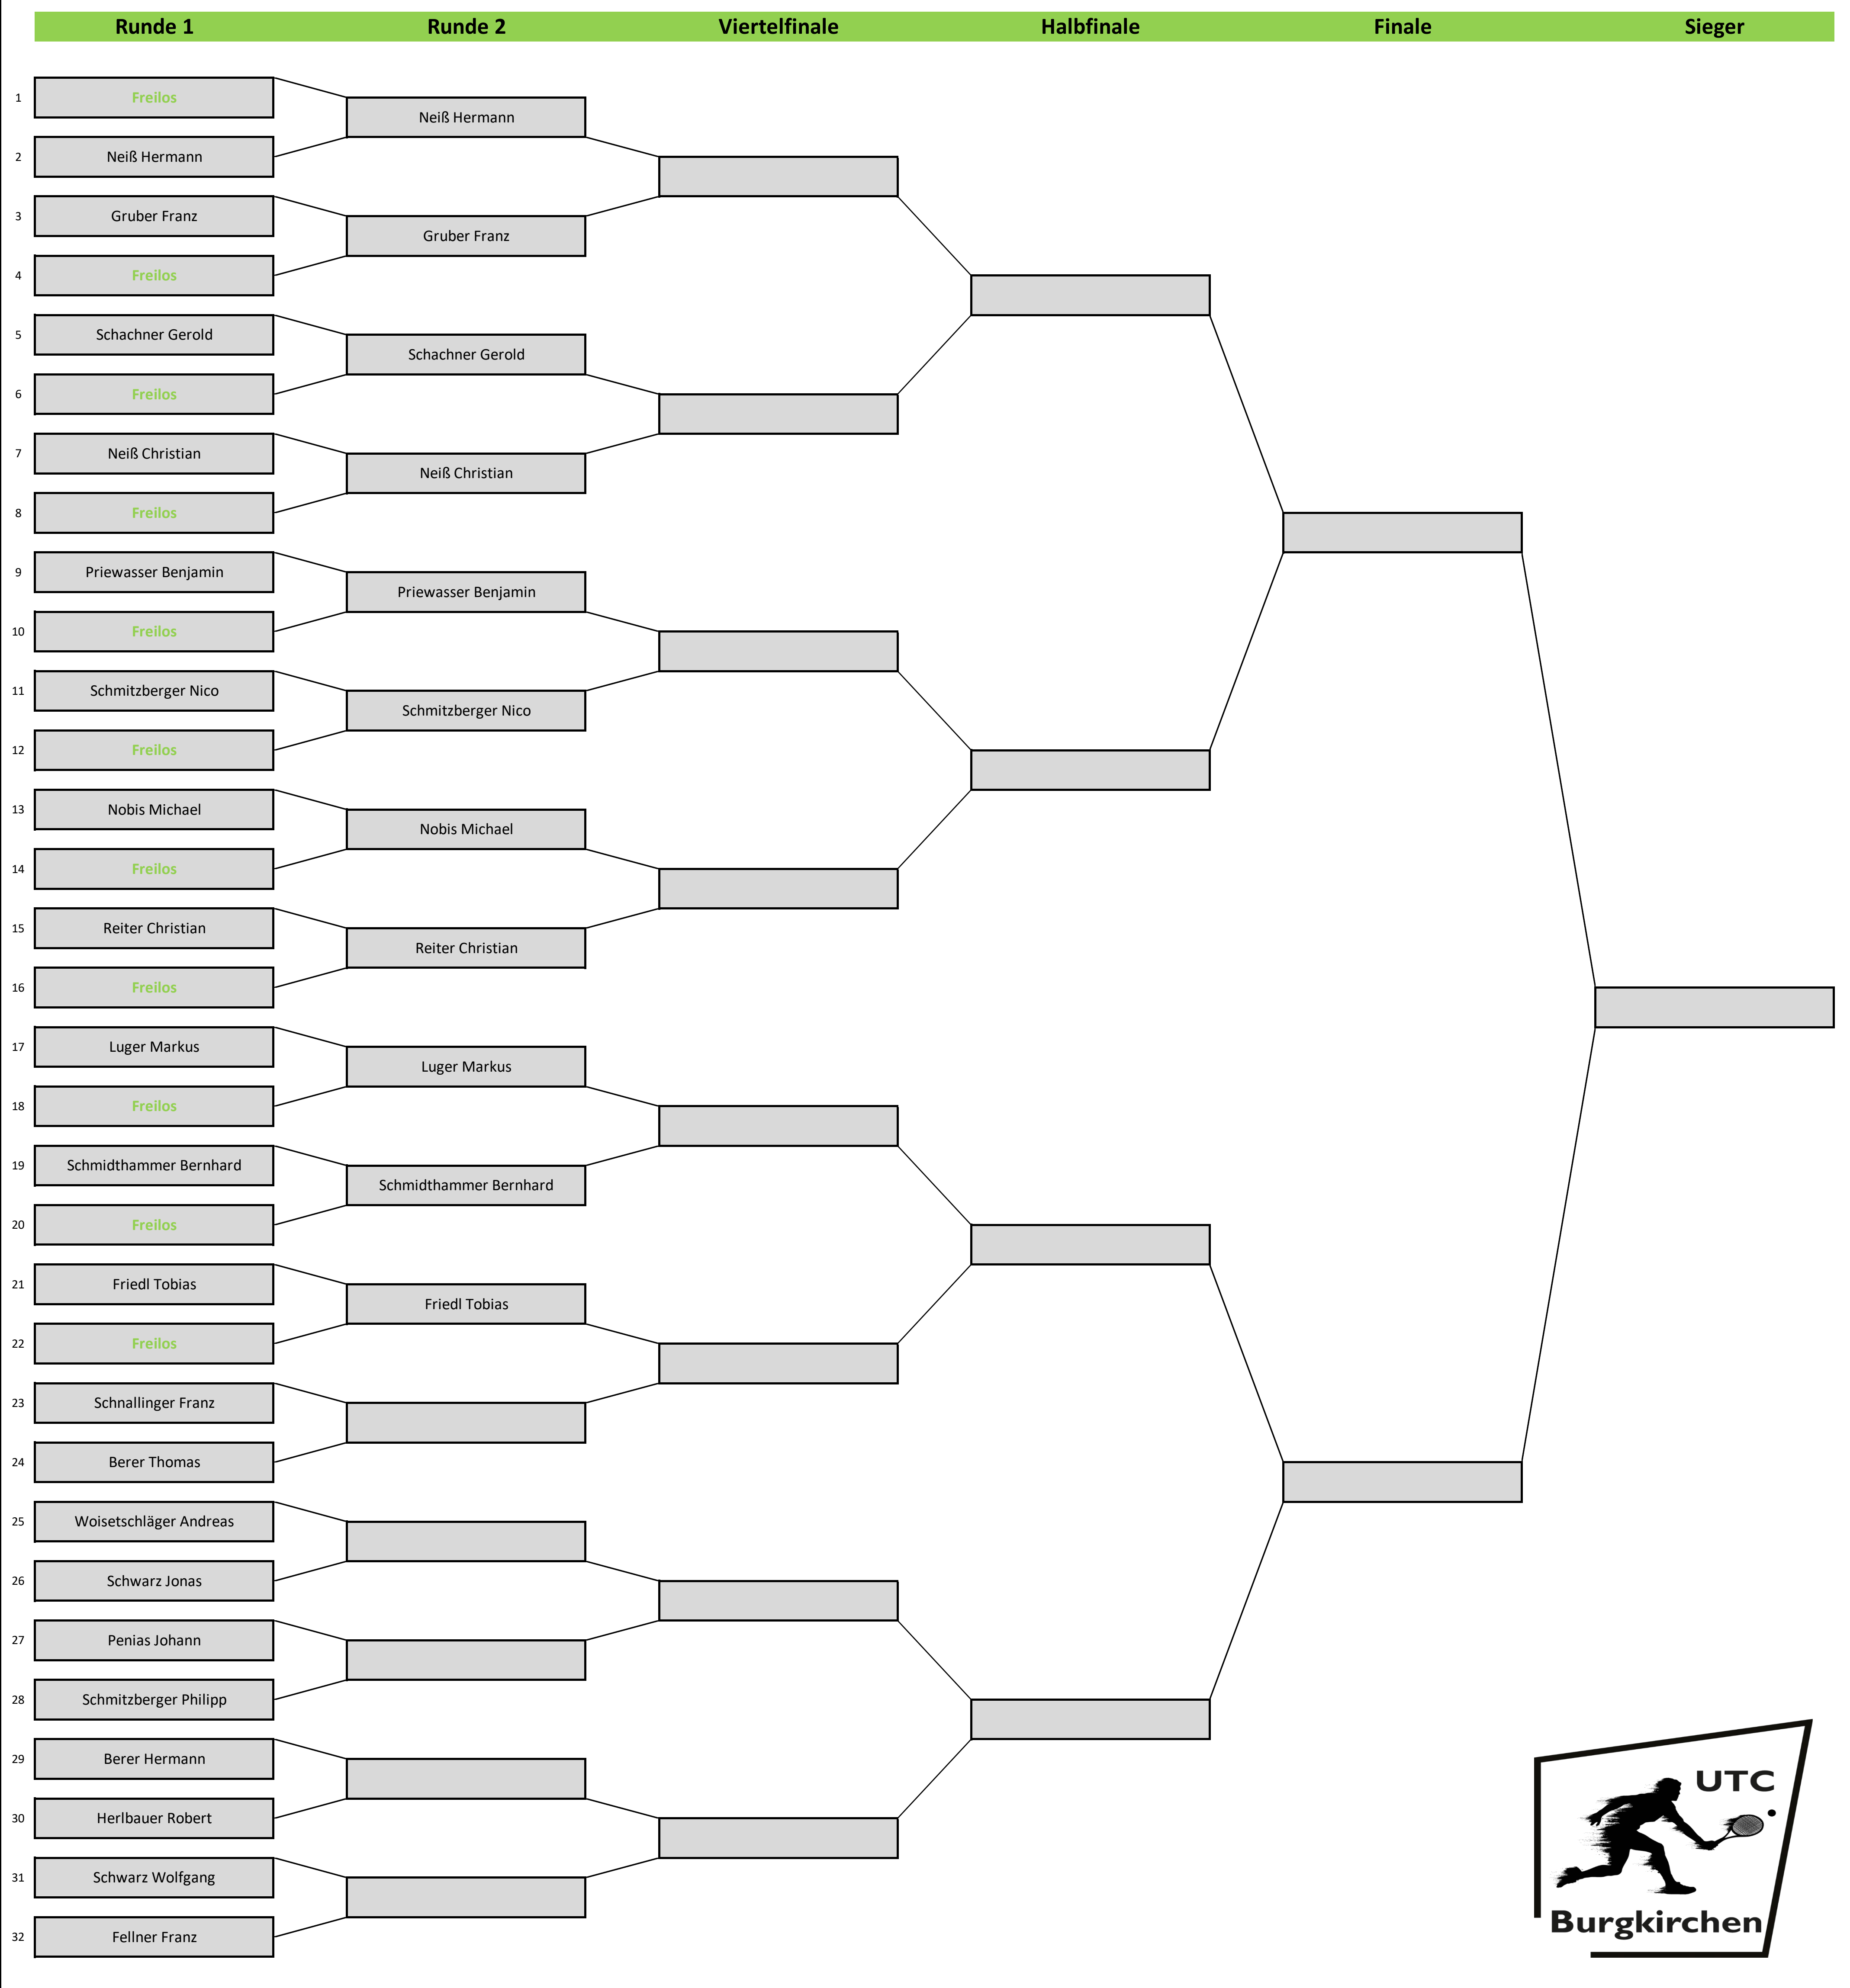 Runde 1
Runde 2
Viertelfinale
Halbfinale
Finale
Sieger
1
Freilos
Neiß Hermann
2
Neiß Hermann
3
Gruber Franz
Gruber Franz
4
Freilos
5
Schachner Gerold
Schachner Gerold
6
Freilos
7
Neiß Christian
Neiß Christian
8
Freilos
9
Priewasser Benjamin
Priewasser Benjamin
10
Freilos
11
Schmitzberger Nico
Schmitzberger Nico
12
Freilos
13
Nobis Michael
Nobis Michael
14
Freilos
15
Reiter Christian
Reiter Christian
16
Freilos
17
Luger Markus
Luger Markus
18
Freilos
19
Schmidthammer Bernhard
Schmidthammer Bernhard
20
Freilos
21
Friedl Tobias
Friedl Tobias
22
Freilos
23
Schnallinger Franz
24
Berer Thomas
25
Woisetschläger Andreas
26
Schwarz Jonas
27
Penias Johann
28
Schmitzberger Philipp
29
Berer Hermann
30
Herlbauer Robert
31
Schwarz Wolfgang
32
Fellner Franz
UTC
Burgkirchen